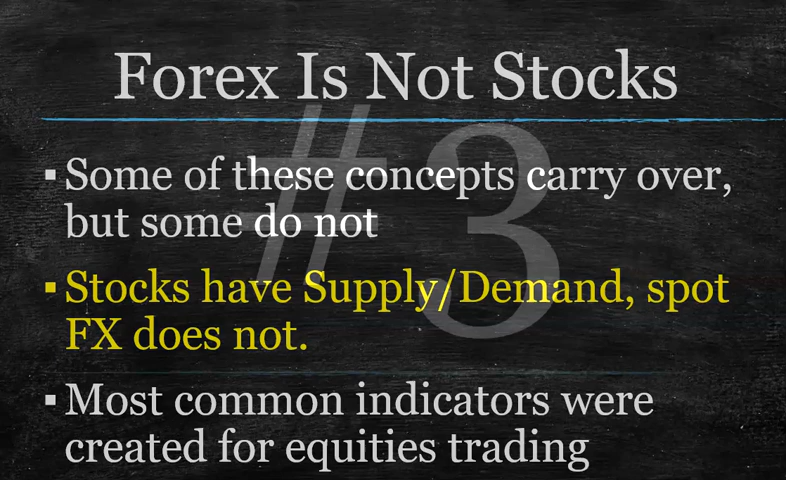 Forex Is Not Stocks
#3
▪Some of these concepts carry over,
but some do not
▪Stocks have Supply/Demand, spot
FX does not.
▪Most common indicators were
created for equities trading